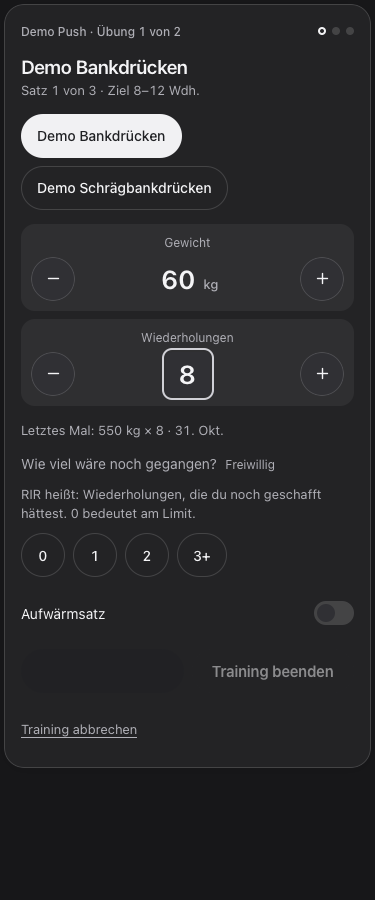 Demo Push · Übung 1 von 2
Demo Bankdrücken
Satz 1 von 3 · Ziel 8–12 Wdh.
Demo Bankdrücken
Demo Schrägbankdrücken
Gewicht
− 60 kg +
Wiederholungen
− 8 +
Letztes Mal: 550 kg × 8 · 31. Okt.
Wie viel wäre noch gegangen? Freiwillig
RIR heißt: Wiederholungen, die du noch geschafft
hättest. 0 bedeutet am Limit.
0 1 2 3+
Aufwärmsatz
Training beenden
Training abbrechen